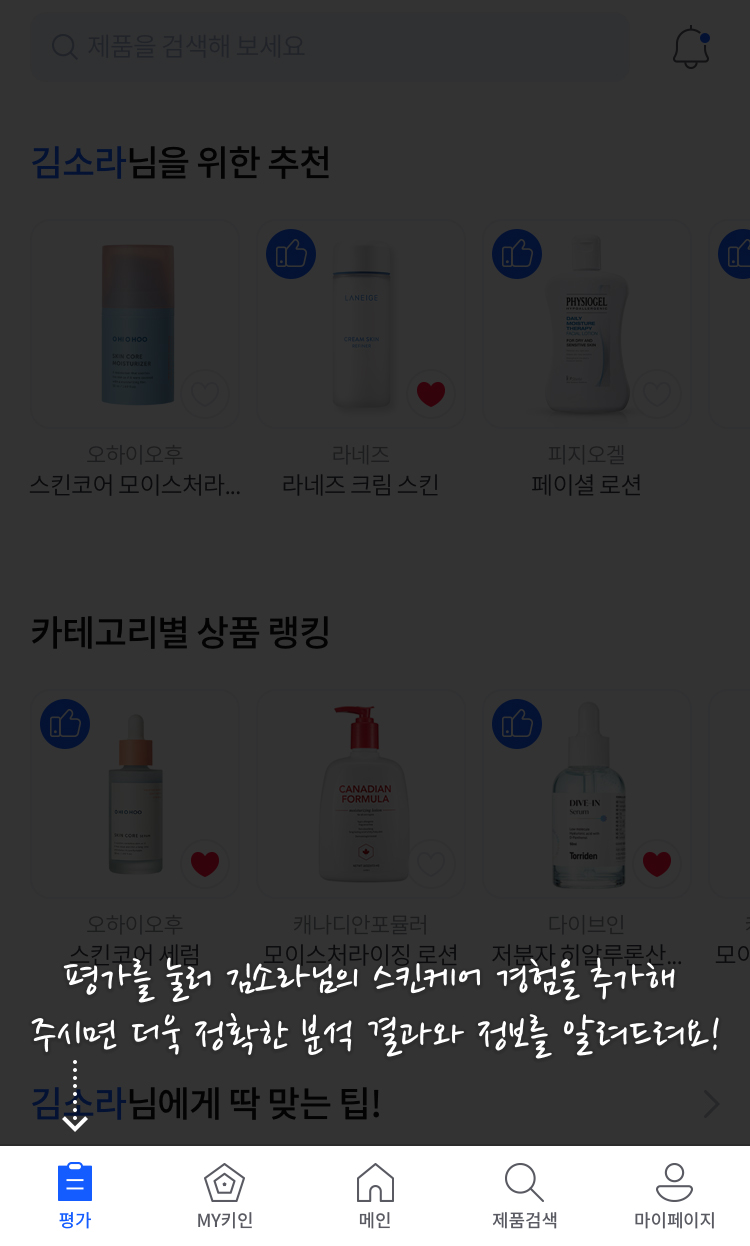 제품을 검색해 보세요
김소라님을 위한 추천
OHIOHOO
SKIN CORE
MOISTURIZER
LANEIGE
CREAM SKIN
PHYSIOGEL
DAILY
MOISTURE
THERAPY
오하이오후
라네즈
피지오겔
스킨코어 모이스처라...
라네즈 크림 스킨
페이셜 로션
카테고리별 상품 랭킹
OHIOHOO
SKIN CORE
CANADIAN
FORMULA
DIVE-IN
Serum
Torriden
오하이오후
캐나디안포뮬러
다이브인
스킨코어 세럼
모이스처라이징 로션
저분자 히알루론산...
모이
평가를 눌러 김소라님의 스킨케어 경험을 추가해
주시면 더욱 정확한 분석 결과와 정보를 알려드려요!
김소라님에게 딱 맞는 팁!
평가
MY키인
메인
제품검색
마이페이지